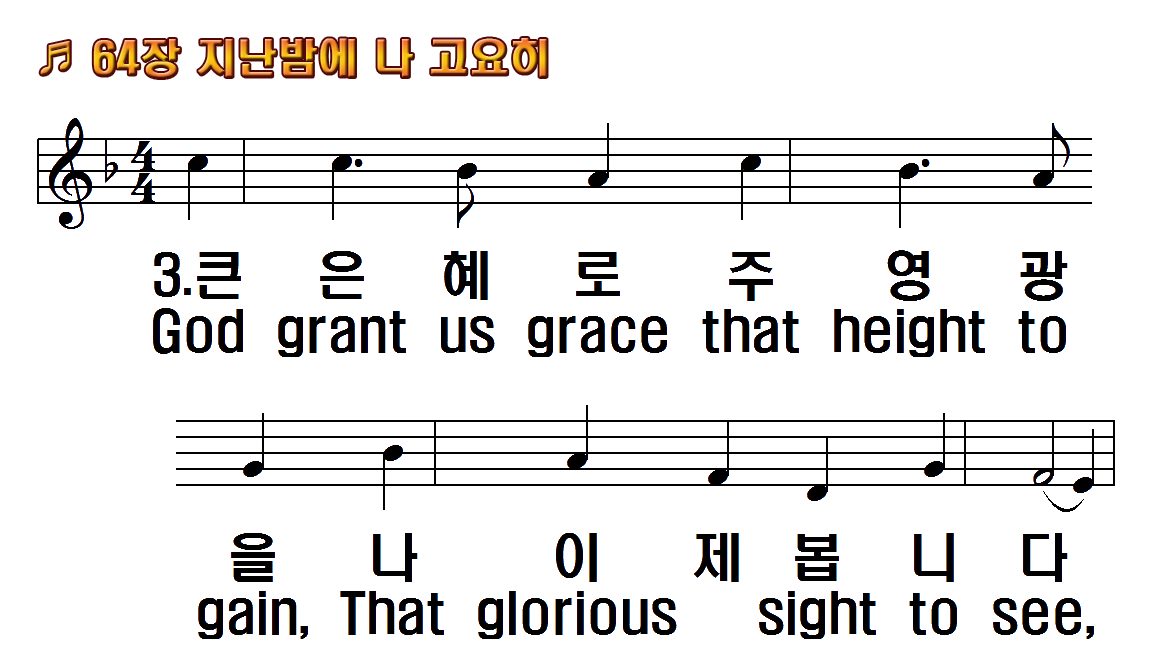 64장 지난밤에 나 고요히
3.큰 은 혜 로 주 영 광
God grant us grace that height to
을 나 이 제 봅 니 다
gain, That glorious sight to see,